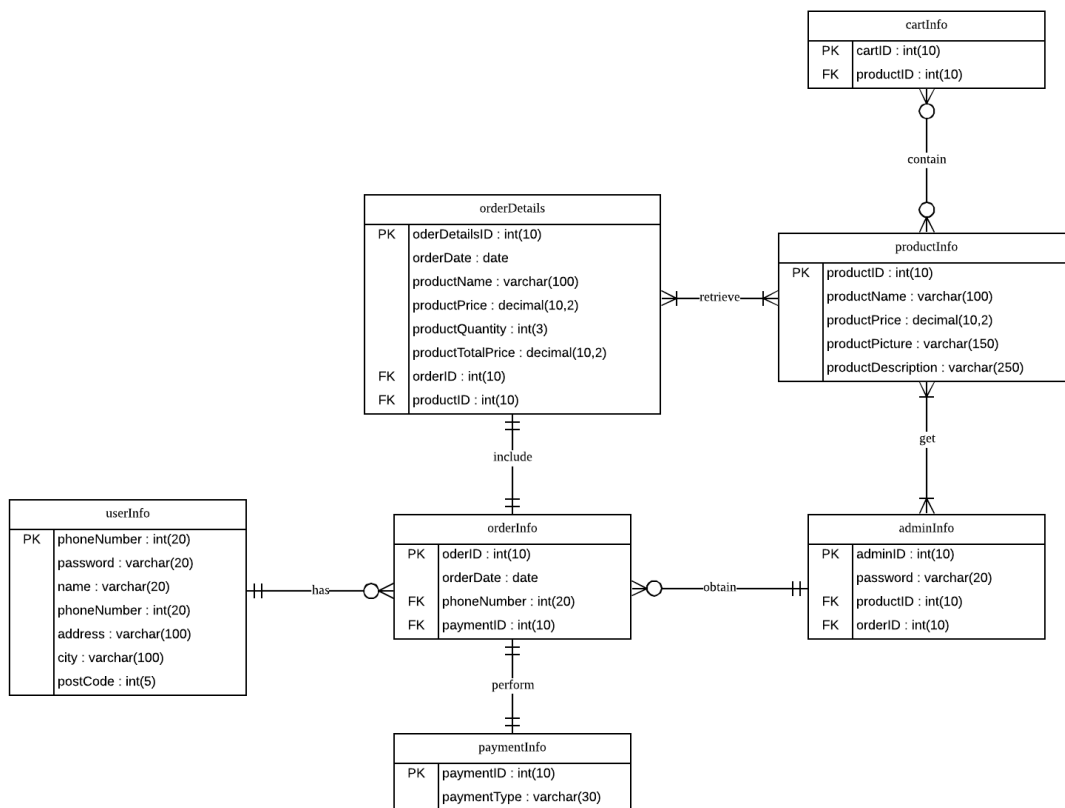 cartInfo
PK cartID : int(10)
FK productID : int(10)
contain
orderDetails
PK oderDetailsID : int(10)
orderDate : date
productName : varchar(100)
productPrice : decimal(10,2)
productQuantity : int(3)
productTotalPrice : decimal(10,2)
FK orderID : int(10)
FK productID : int(10)
retrieve
productInfo
PK productID : int(10)
productName : varchar(100)
productPrice : decimal(10,2)
productPicture : varchar(150)
productDescription : varchar(250)
include
get
userInfo
PK phoneNumber : int(20)
password : varchar(20)
name : varchar(20)
phoneNumber : int(20)
address : varchar(100)
city : varchar(100)
postCode : int(5)
has
orderInfo
PK oderID : int(10)
orderDate : date
FK phoneNumber : int(20)
FK paymentID : int(10)
obtain
adminInfo
PK adminID : int(10)
password : varchar(20)
FK productID : int(10)
FK orderID : int(10)
perform
paymentInfo
PK paymentID : int(10)
paymentType : varchar(30)